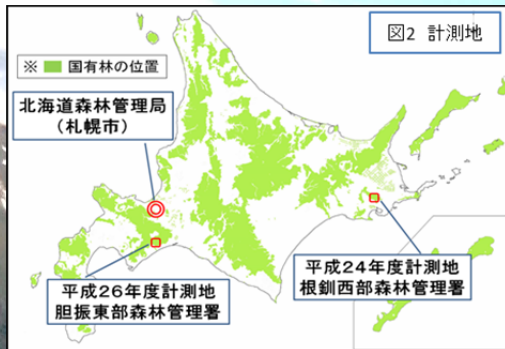 図2 計測地
※ 国有林の位置
北海道森林管理局
（札幌市）
平成26年度計測地
胆振東部森林管理署
平成24年度計測地
根釧西部森林管理署